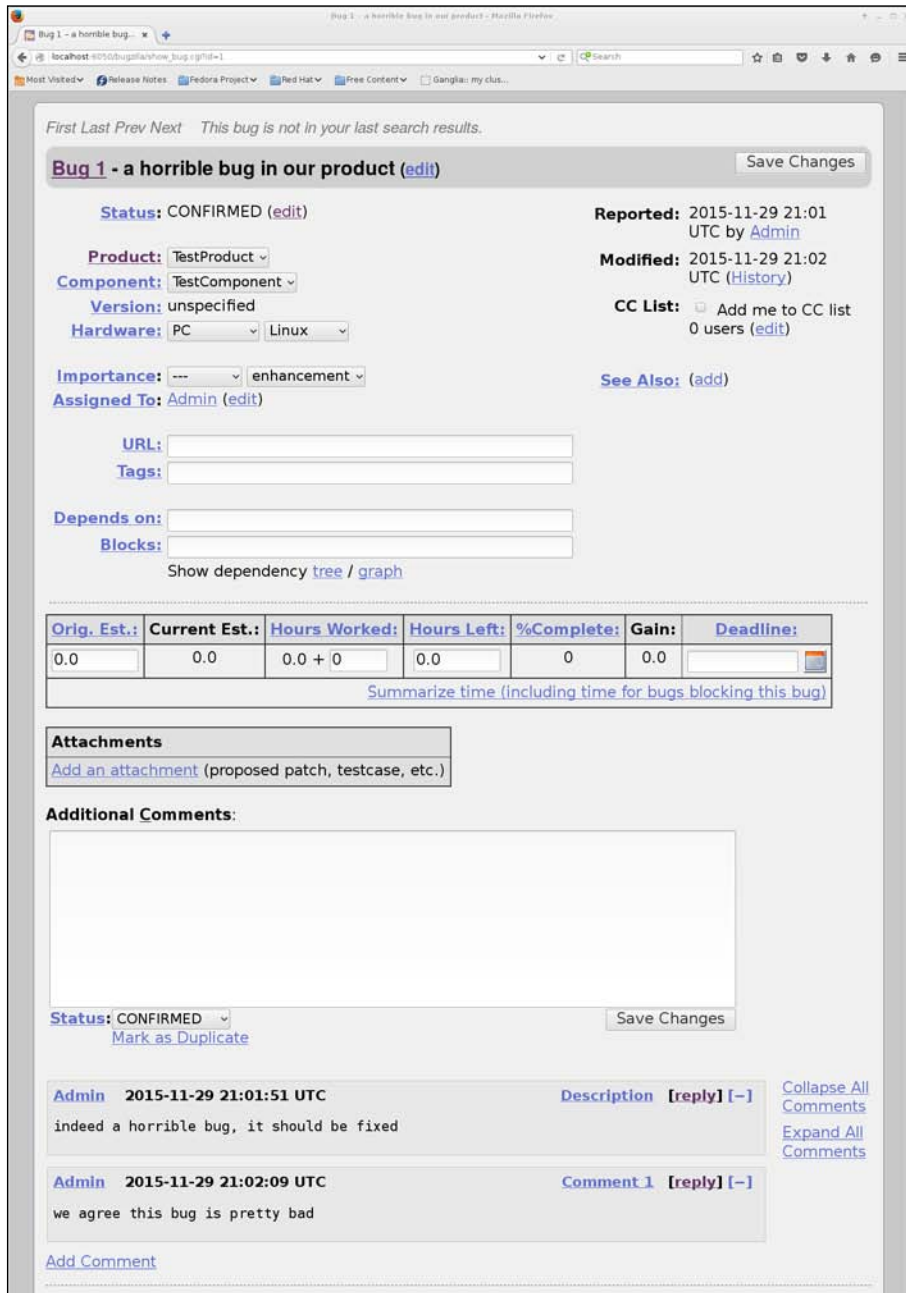 Bug 1 - a horrible bug in our product - Mozilla Firefox
Bug 1 – a horrible bug...
localhost:6050/bugzilla/show_bug.cgi?id=1
Search
Most Visited
Release Notes
Fedora Project
Red Hat
Free Content
Ganglia:: my clus...
First Last Prev Next This bug is not in your last search results.
Bug 1 - a horrible bug in our product (edit)
Save Changes
Status: CONFIRMED (edit)
Product: TestProduct
Component: TestComponent
Version: unspecified
Hardware: PC Linux
Importance: --- enhancement
Assigned To: Admin (edit)
URL:
Tags:
Depends on:
Blocks:
Show dependency tree / graph
Reported: 2015-11-29 21:01
UTC by Admin
Modified: 2015-11-29 21:02
UTC (History)
CC List: Add me to CC list
0 users (edit)
See Also: (add)
Orig. Est.: Current Est.: Hours Worked: Hours Left: %Complete: Gain: Deadline:
0.0 0.0 0.0 + 0 0.0 0 0.0
Summarize time (including time for bugs blocking this bug)
Attachments
Add an attachment (proposed patch, testcase, etc.)
Additional Comments:
Status: CONFIRMED
Mark as Duplicate
Save Changes
Admin 2015-11-29 21:01:51 UTC Description [reply] [−]
indeed a horrible bug, it should be fixed
Collapse All
Comments
Expand All
Comments
Admin 2015-11-29 21:02:09 UTC Comment 1 [reply] [−]
we agree this bug is pretty bad
Add Comment